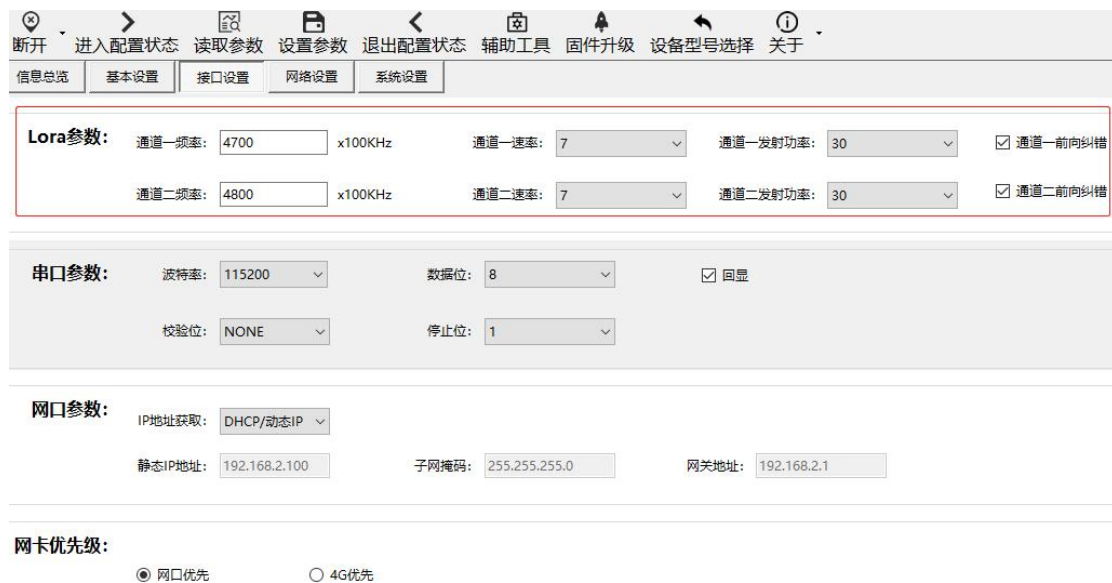 断开 进入配置状态 读取参数 设置参数 退出配置状态 辅助工具 固件升级 设备型号选择 关于
信息总览 基本设置 接口设置 网络设置 系统设置
Lora参数: 通道一频率: 4700 x100KHz 通道一速率: 7 通道一发射功率: 30 通道一前向纠错
通道二频率: 4800 x100KHz 通道二速率: 7 通道二发射功率: 30 通道二前向纠错
串口参数: 波特率: 115200 数据位: 8 回显
校验位: NONE 停止位: 1
网口参数: IP地址获取: DHCP/动态IP
静态IP地址: 192.168.2.100 子网掩码: 255.255.255.0 网关地址: 192.168.2.1
网卡优先级:
网口优先 4G优先